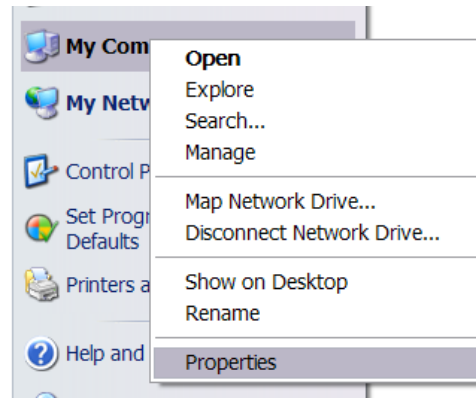 My Com
My Netw
Control P
Set Progr
Defaults
Printers a
Help and
Open
Explore
Search...
Manage
Map Network Drive...
Disconnect Network Drive...
Show on Desktop
Rename
Properties